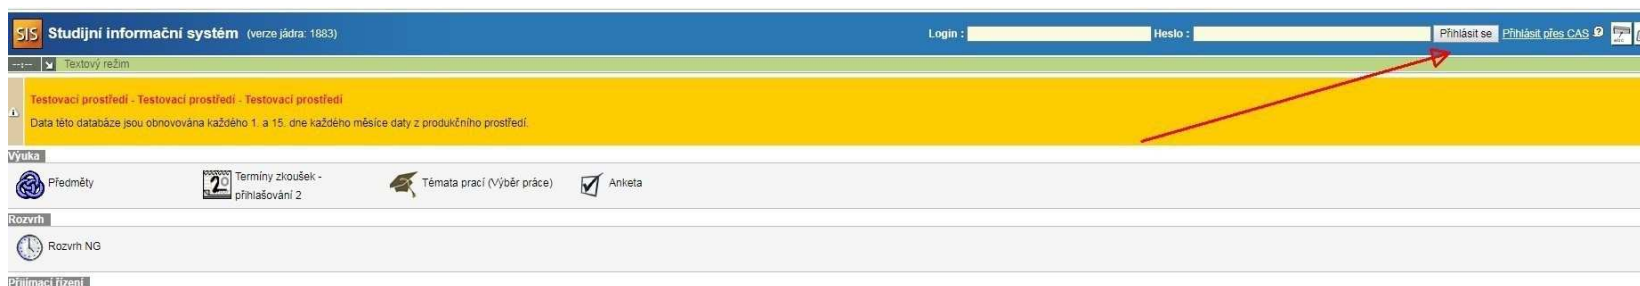 SIS Studijní informační systém (verze jádra: 1883) Login : Heslo : Přihlásit se Přihlásit přes CAS ?
--:-- Textový režim
Testovací prostředí - Testovací prostředí - Testovací prostředí
Data této databáze jsou obnovována každého 1. a 15. dne každého měsíce daty z produkčního prostředí.
Výuka
Předměty
Termíny zkoušek -
přihlašování 2
Témata prací (Výběr práce)
Anketa
Rozvrh
Rozvrh NG
Přijímací řízení